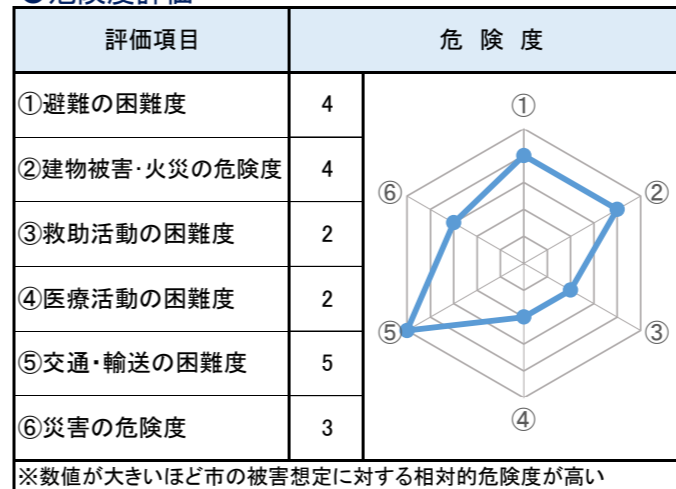 ●危険度評価
評価項目 危 険 度
①避難の困難度 4
②建物被害・火災の危険度 4
③救助活動の困難度 2
④医療活動の困難度 2
⑤交通・輸送の困難度 5
⑥災害の危険度 3
①
②
③
④
⑤
⑥
※数値が大きいほど市の被害想定に対する相対的危険度が高い